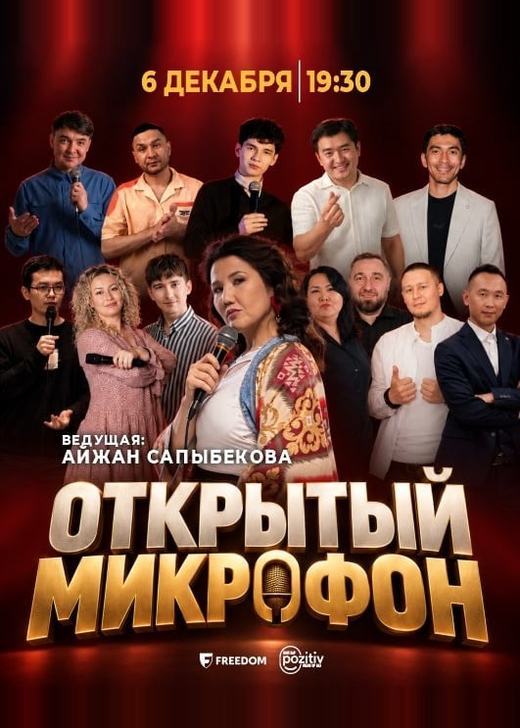 6 ДЕКАБРЯ | 19:30
ВЕДУЩАЯ:
АЙЖАН САПЫБЕКОВА
ОТКРЫТЫЙ
МИКРОФОН
FREEDOM
pozitiv